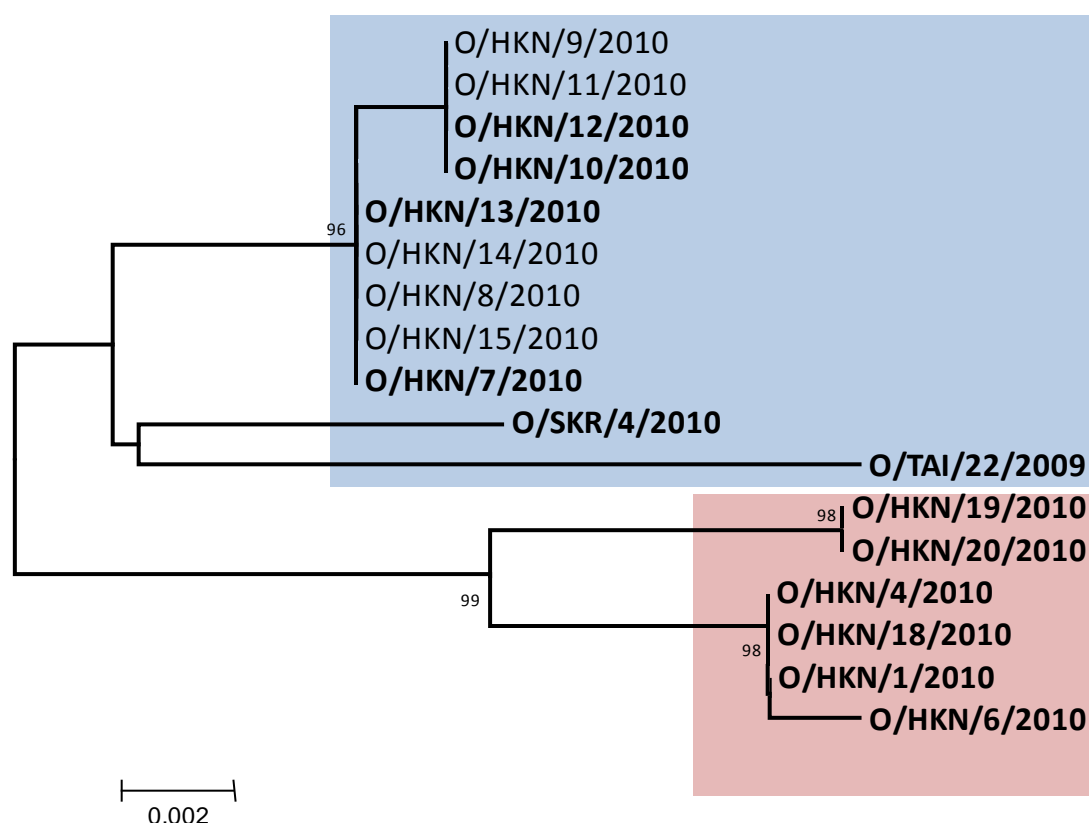 O/HKN/9/2010
O/HKN/11/2010
O/HKN/12/2010
O/HKN/10/2010
O/HKN/13/2010
96
O/HKN/14/2010
O/HKN/8/2010
O/HKN/15/2010
O/HKN/7/2010
O/SKR/4/2010
O/TAI/22/2009
O/HKN/19/2010
98
O/HKN/20/2010
O/HKN/4/2010
99
O/HKN/18/2010
98
O/HKN/1/2010
O/HKN/6/2010
0.002